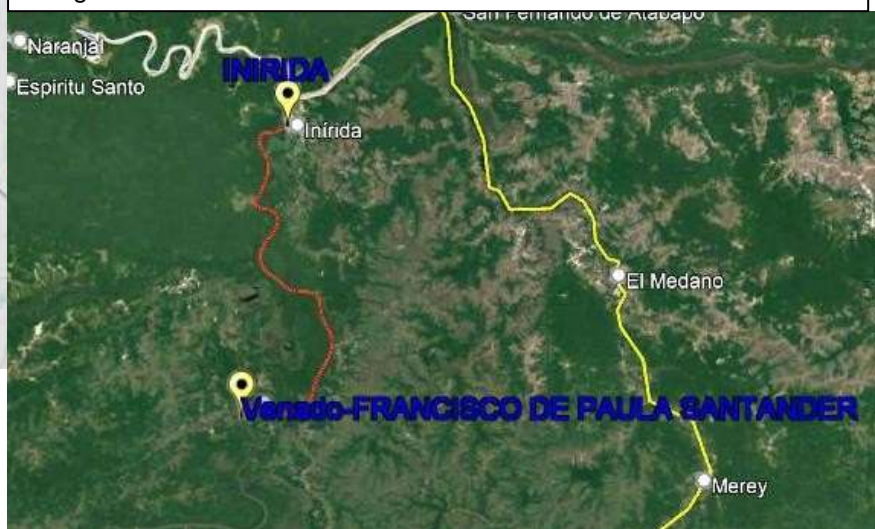 San Fernando de Atabapo
Naranjal
INIRIDA
Espiritu Santo
Inírida
El Medano
Venado-FRANCISCO DE PAULA SANTANDER
Merey